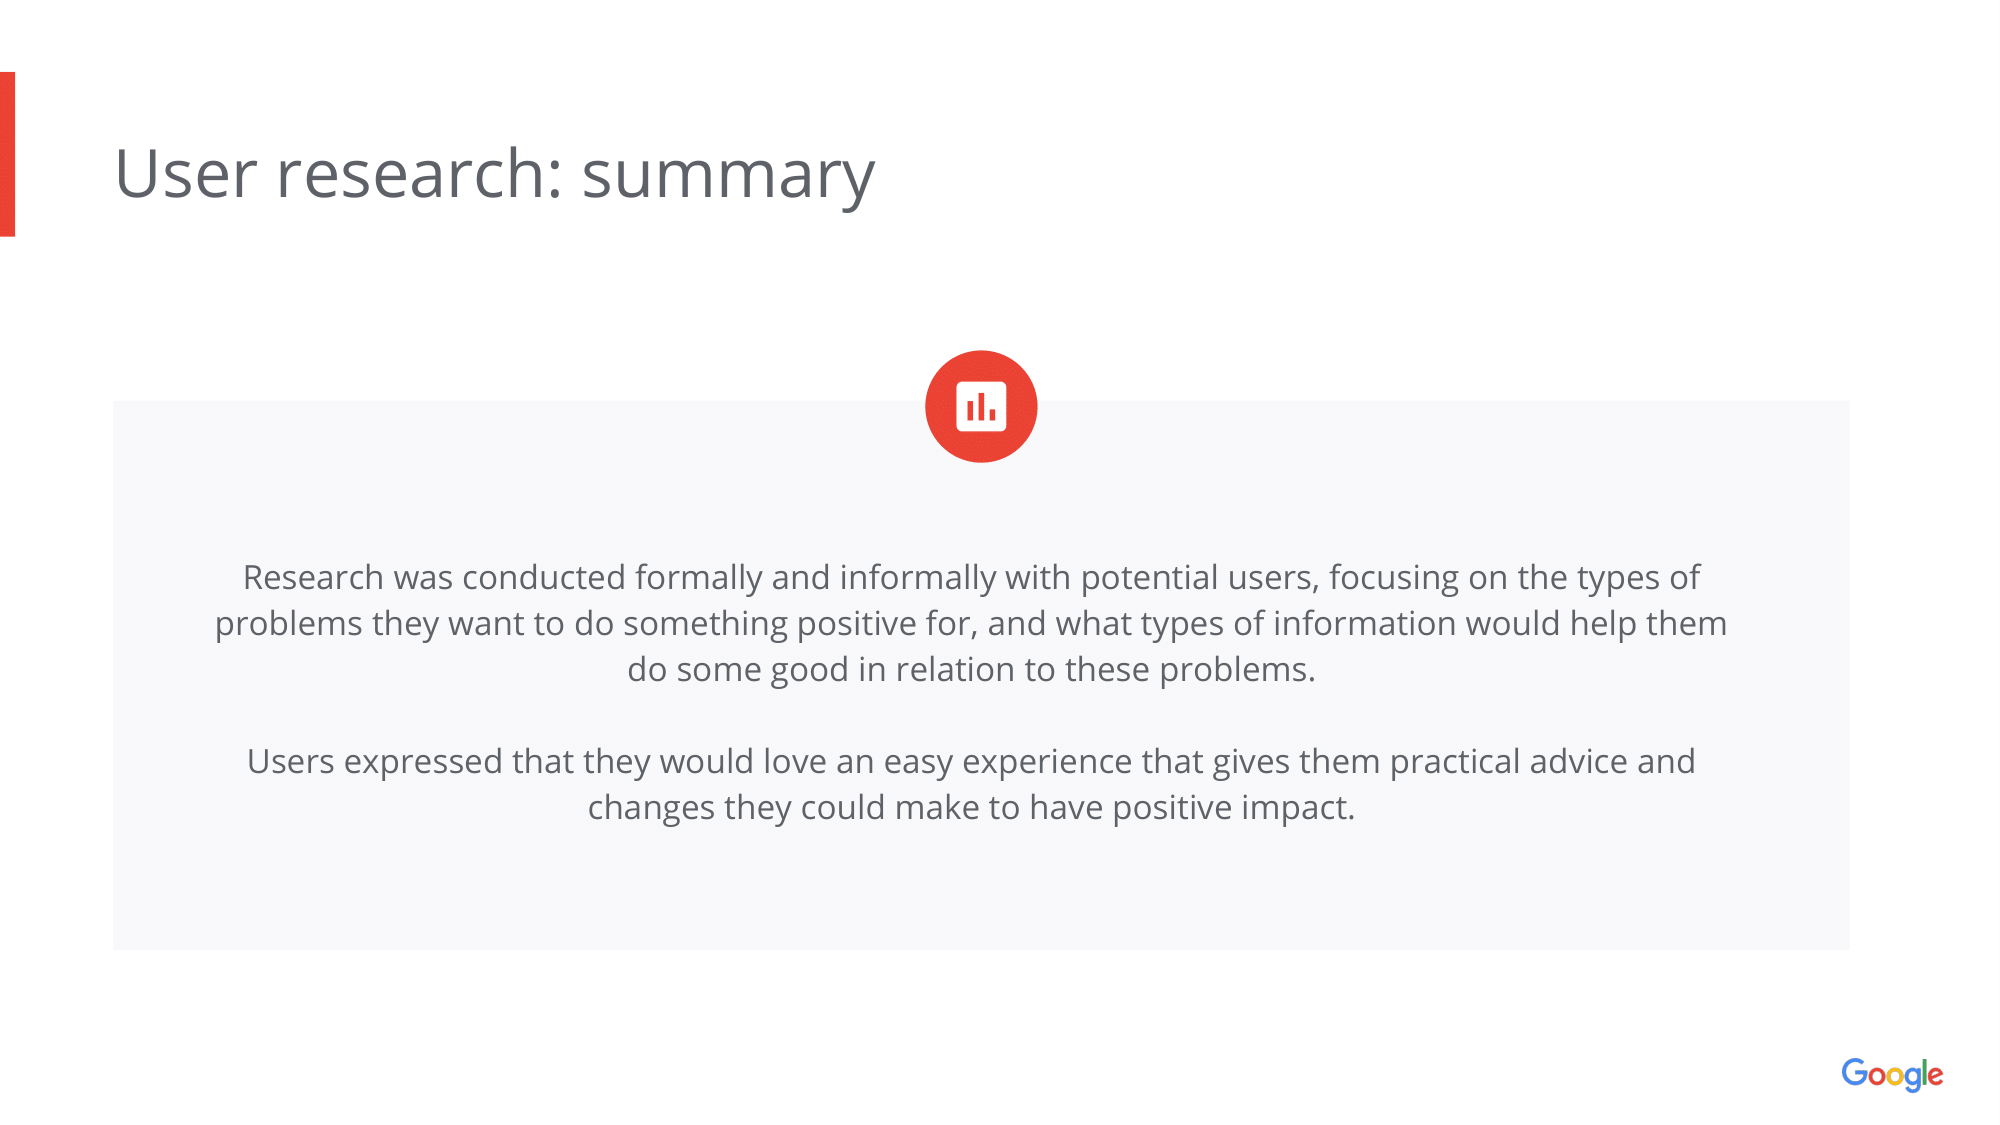 User research: summary
Research was conducted formally and informally with potential users, focusing on the types of
problems they want to do something positive for, and what types of information would help them
do some good in relation to these problems.
Users expressed that they would love an easy experience that gives them practical advice and
changes they could make to have positive impact.
Google